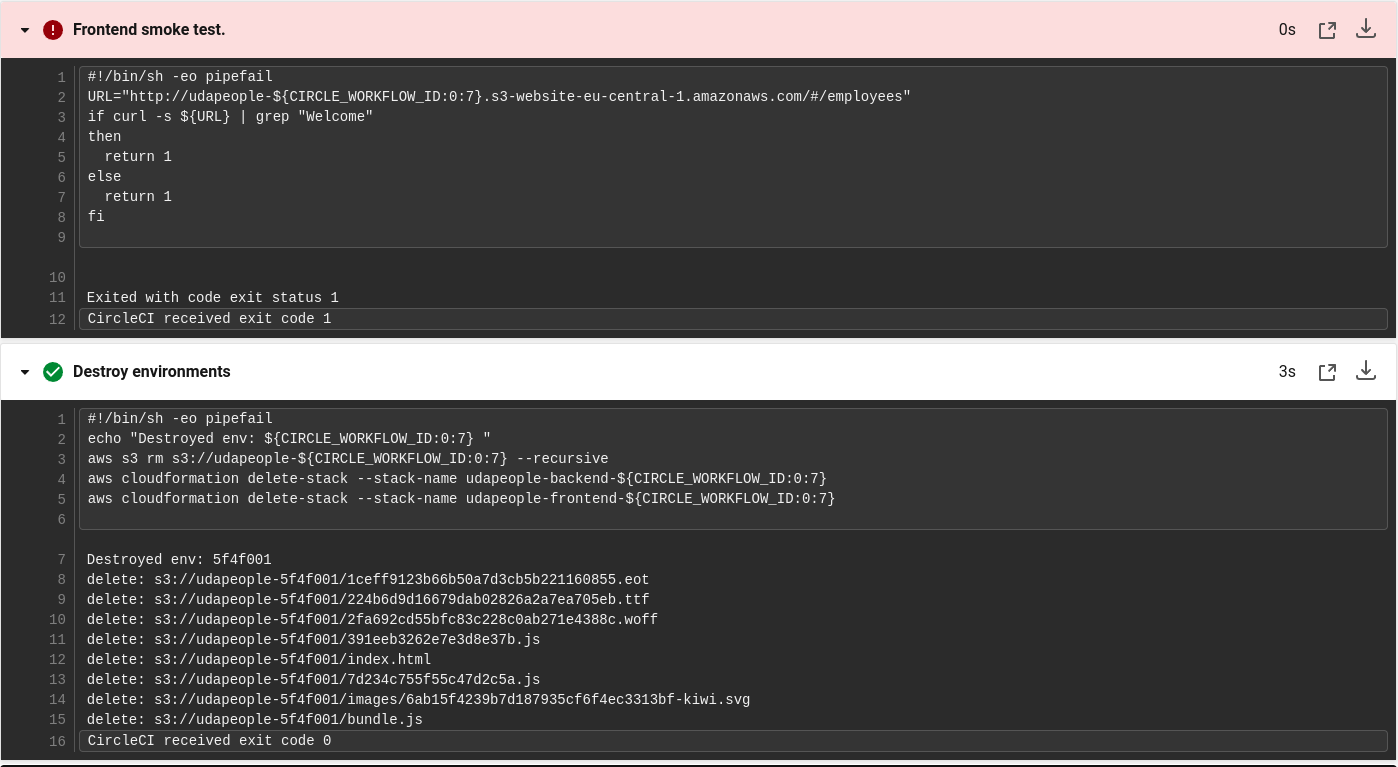 Frontend smoke test. 0s
1 #!/bin/sh -eo pipefail
2 URL="http://udapeople-${CIRCLE_WORKFLOW_ID:0:7}.s3-website-eu-central-1.amazonaws.com/#/employees"
3 if curl -s ${URL} | grep "Welcome"
4 then
5   return 1
6 else
7   return 1
8 fi
9
10
11 Exited with code exit status 1
12 CircleCI received exit code 1
Destroy environments 3s
1 #!/bin/sh -eo pipefail
2 echo "Destroyed env: ${CIRCLE_WORKFLOW_ID:0:7} "
3 aws s3 rm s3://udapeople-${CIRCLE_WORKFLOW_ID:0:7} --recursive
4 aws cloudformation delete-stack --stack-name udapeople-backend-${CIRCLE_WORKFLOW_ID:0:7}
5 aws cloudformation delete-stack --stack-name udapeople-frontend-${CIRCLE_WORKFLOW_ID:0:7}
6
7 Destroyed env: 5f4f001
8 delete: s3://udapeople-5f4f001/1ceff9123b66b50a7d3cb5b221160855.eot
9 delete: s3://udapeople-5f4f001/224b6d9d16679dab02826a2a7ea705eb.ttf
10 delete: s3://udapeople-5f4f001/2fa692cd55bfc83c228c0ab271e4388c.woff
11 delete: s3://udapeople-5f4f001/391eeb3262e7e3d8e37b.js
12 delete: s3://udapeople-5f4f001/index.html
13 delete: s3://udapeople-5f4f001/7d234c755f55c47d2c5a.js
14 delete: s3://udapeople-5f4f001/images/6ab15f4239b7d187935cf6f4ec3313bf-kiwi.svg
15 delete: s3://udapeople-5f4f001/bundle.js
16 CircleCI received exit code 0